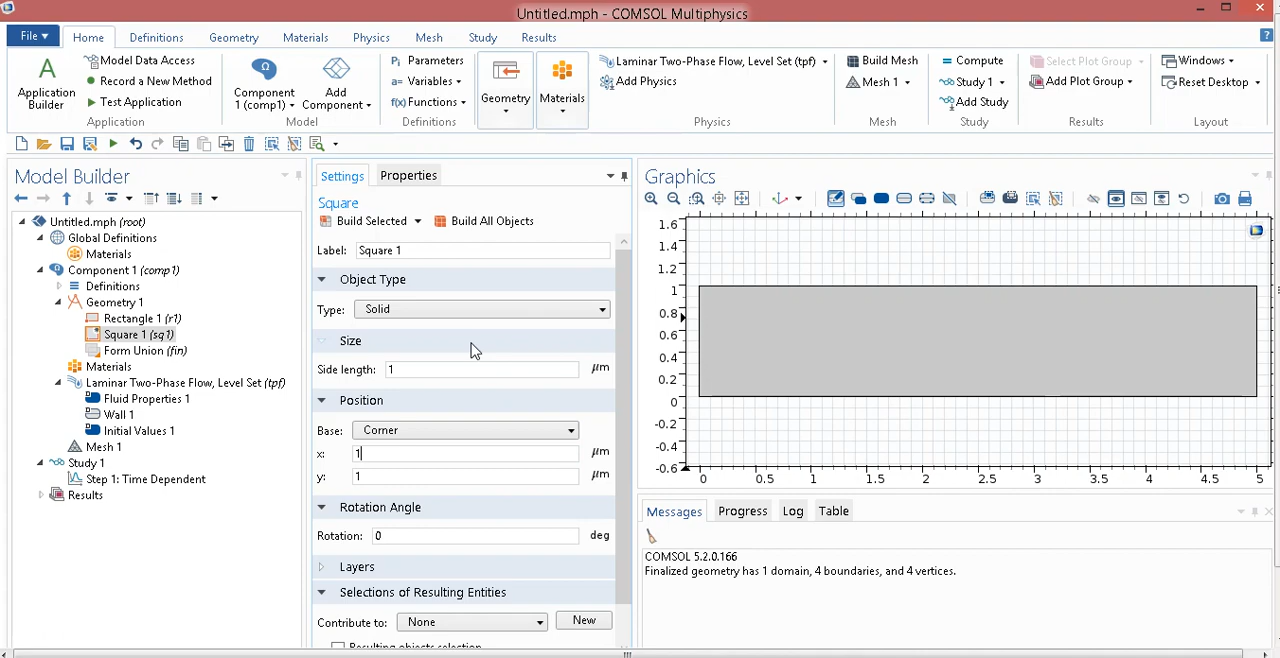 Untitled.mph - COMSOL Multiphysics
File Home Definitions Geometry Materials Physics Mesh Study Results
Application Builder
Model Data Access
Record a New Method
Test Application
Application
Component 1 (comp1)
Add Component
Model
Pi Parameters
a= Variables
f(x) Functions
Definitions
Geometry
Materials
Laminar Two-Phase Flow, Level Set (tpf)
Add Physics
Physics
Build Mesh
Mesh 1
Mesh
= Compute
Study 1
Add Study
Study
Select Plot Group
Add Plot Group
Results
Windows
Reset Desktop
Layout
Model Builder
Untitled.mph (root)
Global Definitions
Materials
Component 1 (comp1)
Definitions
Geometry 1
Rectangle 1 (r1)
Square 1 (sq1)
Form Union (fin)
Materials
Laminar Two-Phase Flow, Level Set (tpf)
Fluid Properties 1
Wall 1
Initial Values 1
Mesh 1
Study 1
Step 1: Time Dependent
Results
Settings Properties
Square
Build Selected Build All Objects
Label: Square 1
Object Type
Type: Solid
Size
Side length: 1 µm
Position
Base: Corner
x: 1 µm
y: 1 µm
Rotation Angle
Rotation: 0 deg
Layers
Selections of Resulting Entities
Contribute to: None New
Resulting objects selection
Graphics
1.6
1.4
1.2
1
0.8
0.6
0.4
0.2
0
-0.2
-0.4
-0.6
0 0.5 1 1.5 2 2.5 3 3.5 4 4.5 5
Messages Progress Log Table
COMSOL 5.2.0.166
Finalized geometry has 1 domain, 4 boundaries, and 4 vertices.